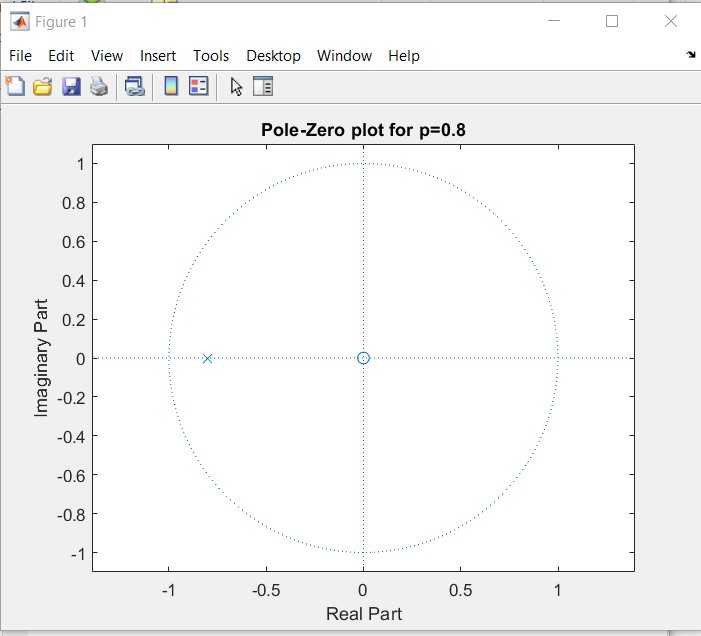 Figure 1
File Edit View Insert Tools Desktop Window Help
Pole-Zero plot for p=0.8
1
0.8
0.6
0.4
0.2
0
-0.2
-0.4
-0.6
-0.8
-1
Imaginary Part
-1 -0.5 0 0.5 1
Real Part